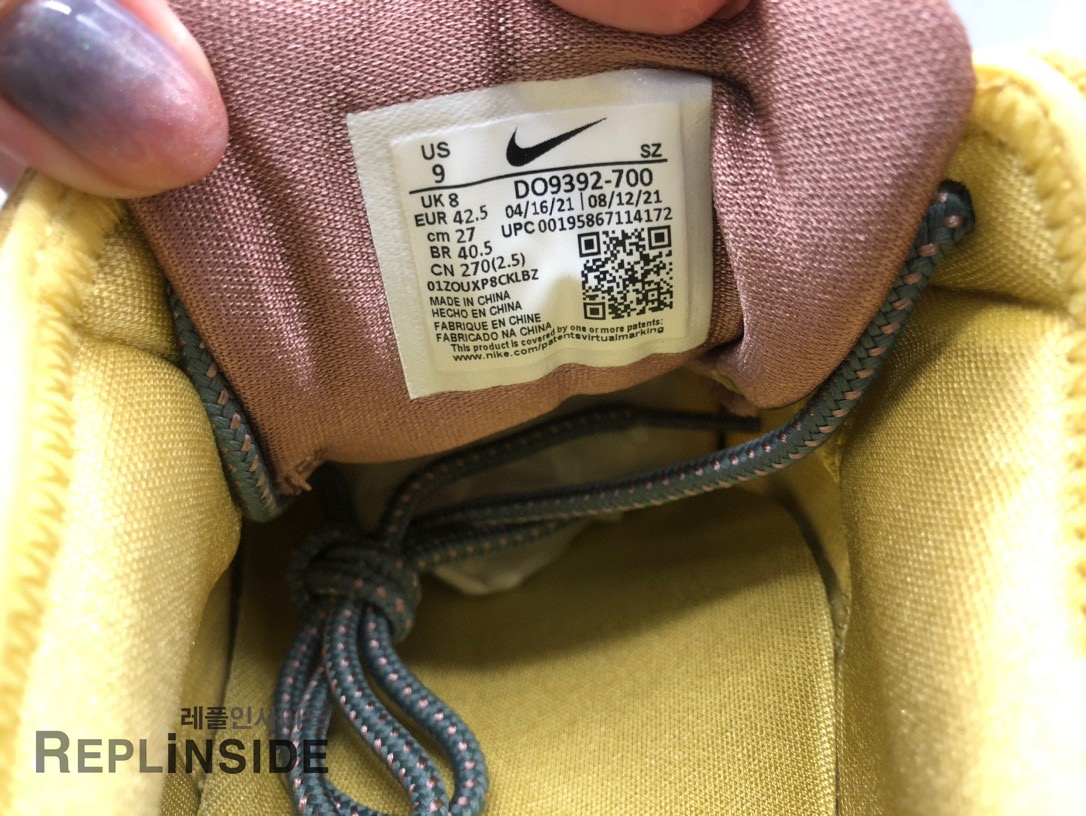 US
9
SZ
UK 8
DO9392-700
EUR 42.5
04/16/21 | 08/12/21
cm 27
UPC 00195867114172
BR 40.5
CN 270(2.5)
01ZOUXP8CKLBZ
MADE IN CHINA
HECHO EN CHINA
FABRIQUE EN CHINE
FABRICADO NA CHINA
This product is covered by one or more patents:
www.nike.com/patentsvirtualmarking
레플인사이드
REPLiNSIDE